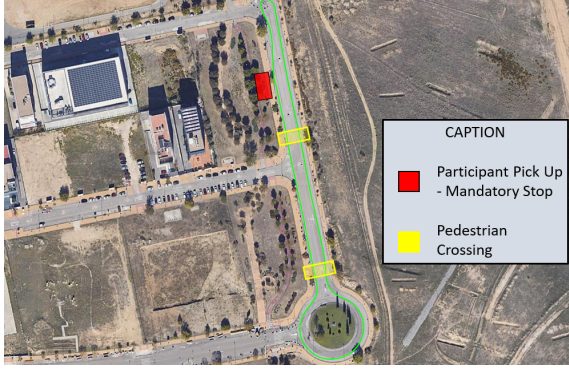 CAPTION
Participant Pick Up
- Mandatory Stop
Pedestrian
Crossing